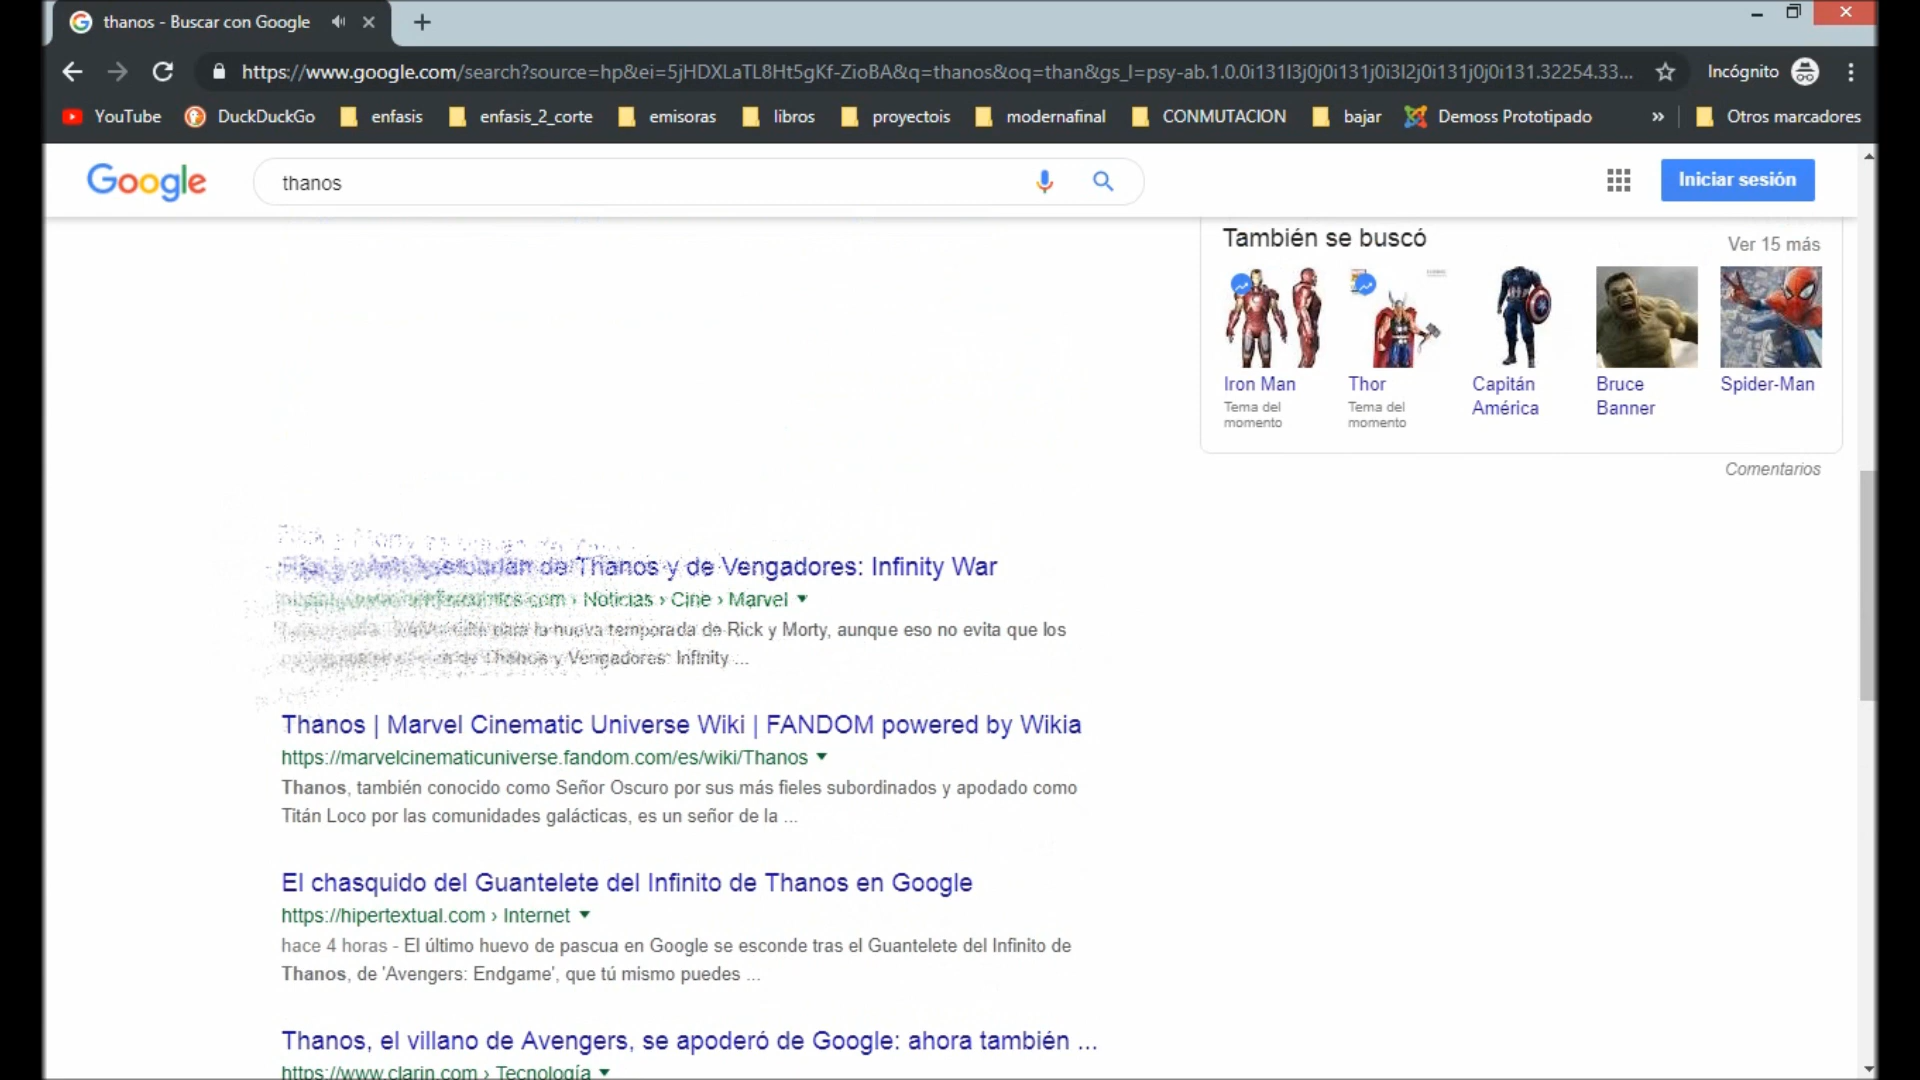 thanos - Buscar con Google
https://www.google.com/search?source=hp&ei=5jHDXLaTL8Ht5gKf-ZioBA&q=thanos&oq=than&gs_l=psy-ab.1.0.0i131l3j0j0i131j0i3l2j0i131j0j0i131.32254.33...
Incógnito
YouTube
DuckDuckGo
enfasis
enfasis_2_corte
emisoras
libros
proyectois
modernafinal
CONMUTACION
bajar
Demoss Prototipado
»
Otros marcadores
Google
thanos
Iniciar sesión
También se buscó
Ver 15 más
Iron Man
Tema del
momento
Thor
Tema del
momento
Capitán
América
Bruce
Banner
Spider-Man
Comentarios
de Thanos y de Vengadores: Infinity War
.com › Noticias › Cine › Marvel
para la nueva temporada de Rick y Morty, aunque eso no evita que los
de Thanos y Vengadores: Infinity ...
Thanos | Marvel Cinematic Universe Wiki | FANDOM powered by Wikia
https://marvelcinematicuniverse.fandom.com/es/wiki/Thanos
Thanos, también conocido como Señor Oscuro por sus más fieles subordinados y apodado como
Titán Loco por las comunidades galácticas, es un señor de la ...
El chasquido del Guantelete del Infinito de Thanos en Google
https://hipertextual.com › Internet
hace 4 horas - El último huevo de pascua en Google se esconde tras el Guantelete del Infinito de
Thanos, de 'Avengers: Endgame', que tú mismo puedes ...
Thanos, el villano de Avengers, se apoderó de Google: ahora también ...
https://www.clarin.com › Tecnología